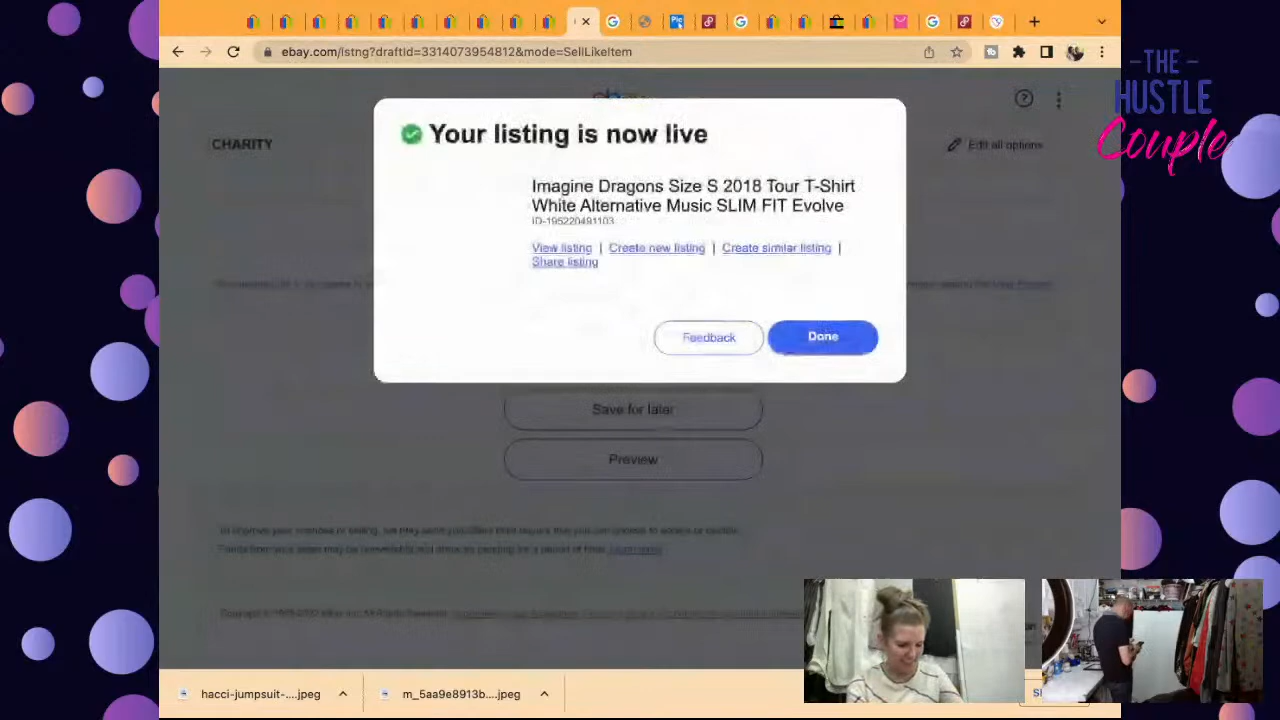 ebay.com/lstng?draftId=3314073954812&mode=SellLikeItem
-THE-
HUSTLE
Couple
CHARITY
Edit all options
Your listing is now live
Imagine Dragons Size S 2018 Tour T-Shirt
White Alternative Music SLIM FIT Evolve
ID-195220491103
View listing | Create new listing | Create similar listing |
Share listing
Feedback
Done
Save for later
Preview
hacci-jumpsuit-....jpeg
m_5aa9e8913b....jpeg